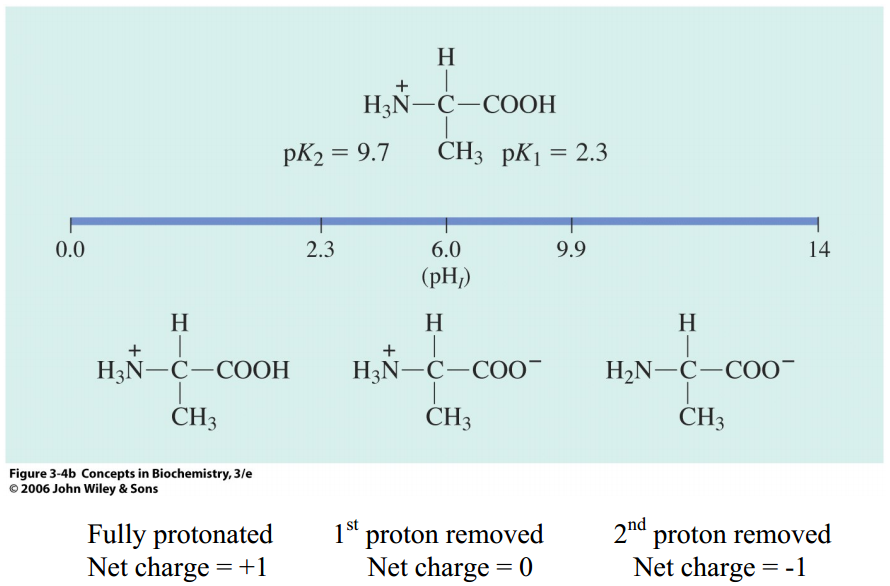 H
+
H₃N—C—COOH
pK₂ = 9.7 CH₃ pK₁ = 2.3
0.0 2.3 6.0 9.9 14
(pH_I)
H H H
+ +
H₃N—C—COOH H₃N—C—COO⁻ H₂N—C—COO⁻
CH₃ CH₃ CH₃
Figure 3-4b Concepts in Biochemistry, 3/e
© 2006 John Wiley & Sons
Fully protonated 1st proton removed 2nd proton removed
Net charge = +1 Net charge = 0 Net charge = -1